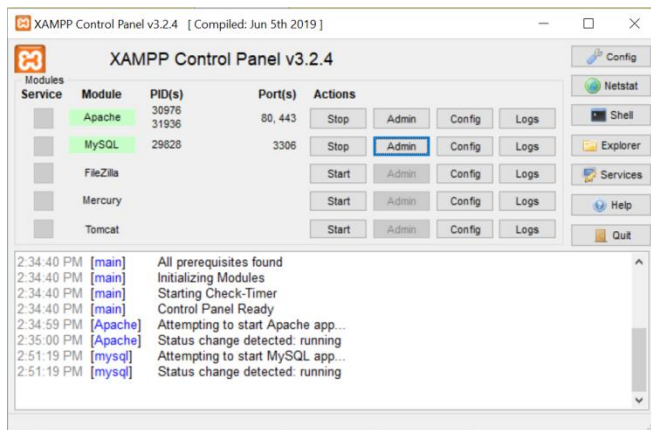 XAMPP Control Panel v3.2.4 [ Compiled: Jun 5th 2019 ]
XAMPP Control Panel v3.2.4
Config
Modules
Service Module PID(s) Port(s) Actions
Netstat
Apache 30976 31936 80, 443 Stop Admin Config Logs
Shell
MySQL 29828 3306 Stop Admin Config Logs
Explorer
FileZilla Start Admin Config Logs
Services
Mercury Start Admin Config Logs
Help
Tomcat Start Admin Config Logs
Quit
2:34:40 PM [main] All prerequisites found
2:34:40 PM [main] Initializing Modules
2:34:40 PM [main] Starting Check-Timer
2:34:40 PM [main] Control Panel Ready
2:34:59 PM [Apache] Attempting to start Apache app...
2:35:00 PM [Apache] Status change detected: running
2:51:19 PM [mysql] Attempting to start MySQL app...
2:51:19 PM [mysql] Status change detected: running